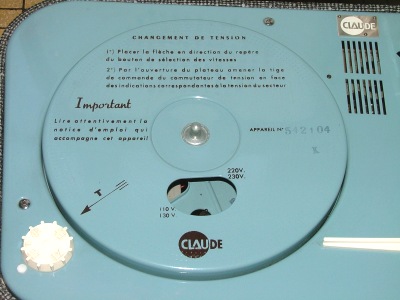 CLAUDE
CHANGEMENT DE TENSION
(1°) Placer la flèche en direction du repère
du bouton de sélection des vitesses
2°) Par l'ouverture du plateau amener la tige
de commande du commutateur de tension en face
des indications correspondantes à la tension du secteur
Important
Lire attentivement la
notice d'emploi qui
accompagne cet appareil
APPAREIL N° 542104
K
T
220V.
230V.
110V.
130V.
CLAUDE